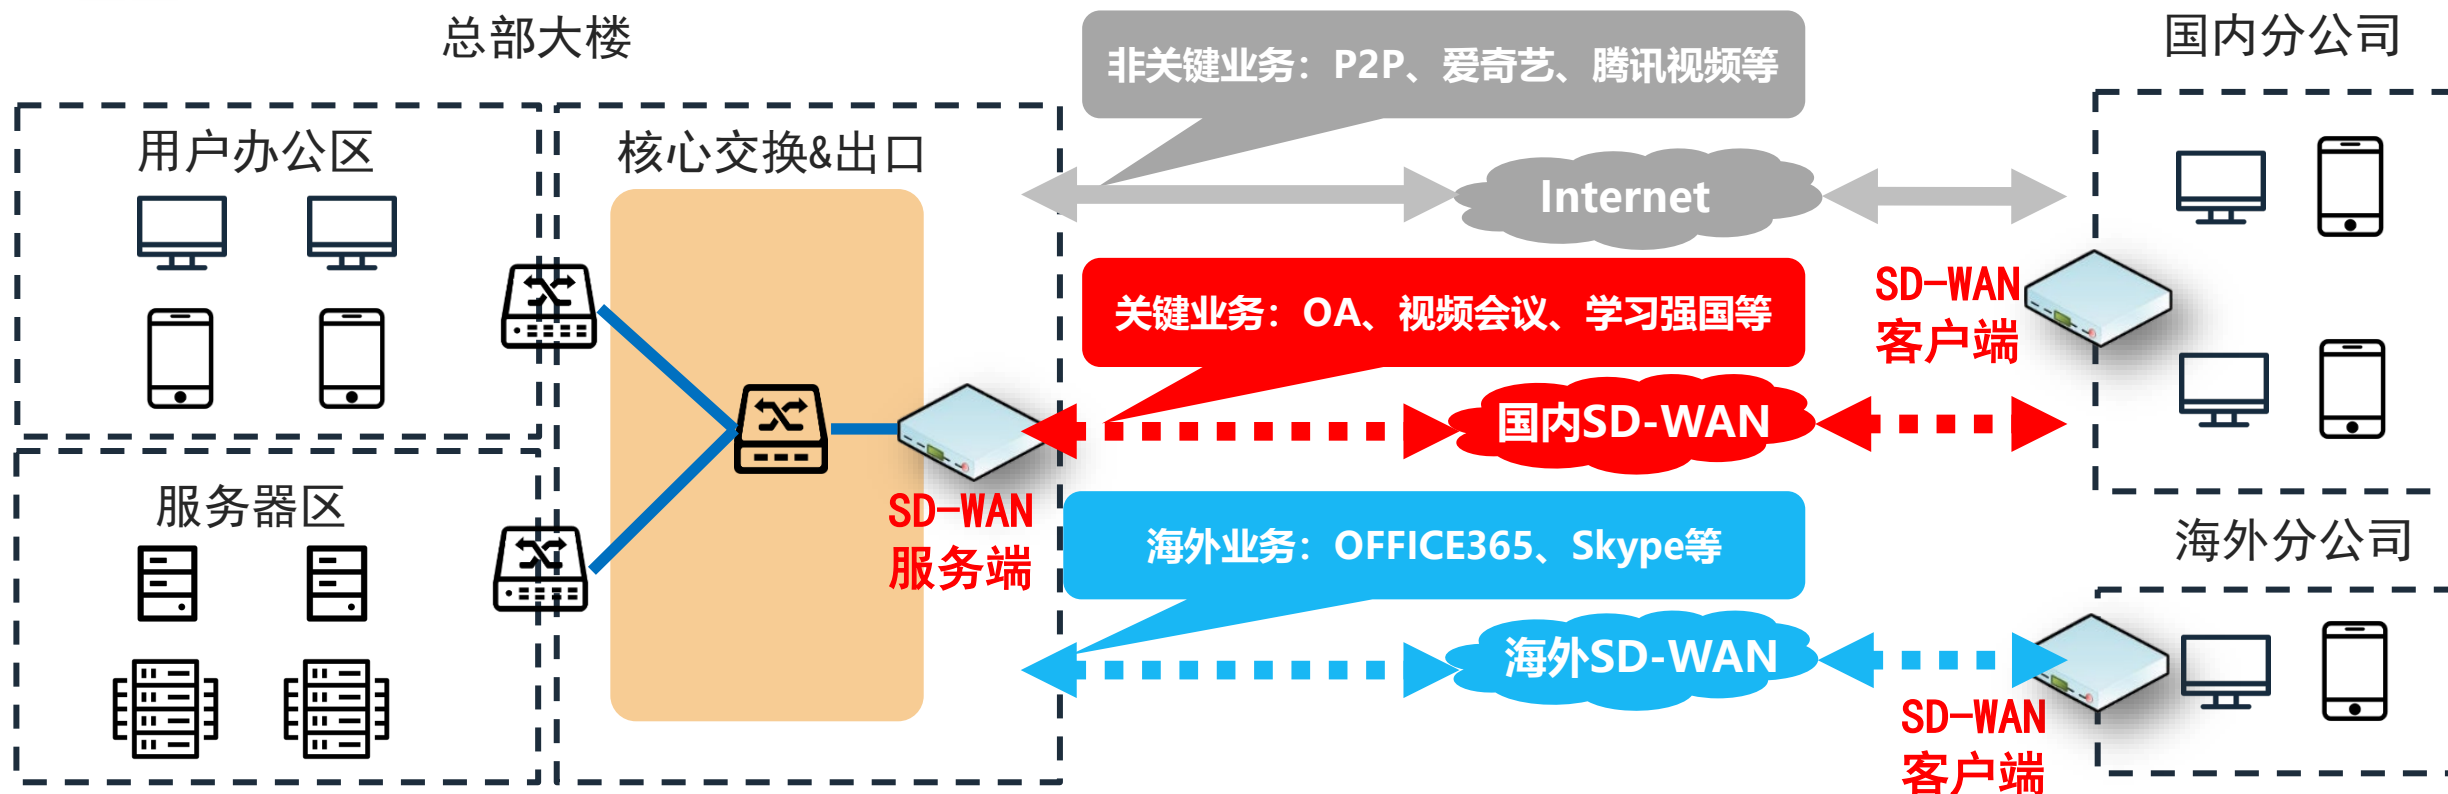 总部大楼
用户办公区
服务器区
核心交换&出口
SD-WAN
服务端
非关键业务：P2P、爱奇艺、腾讯视频等
Internet
关键业务：OA、视频会议、学习强国等
国内SD-WAN
海外业务：OFFICE365、Skype等
海外SD-WAN
国内分公司
SD-WAN
客户端
海外分公司
SD-WAN
客户端